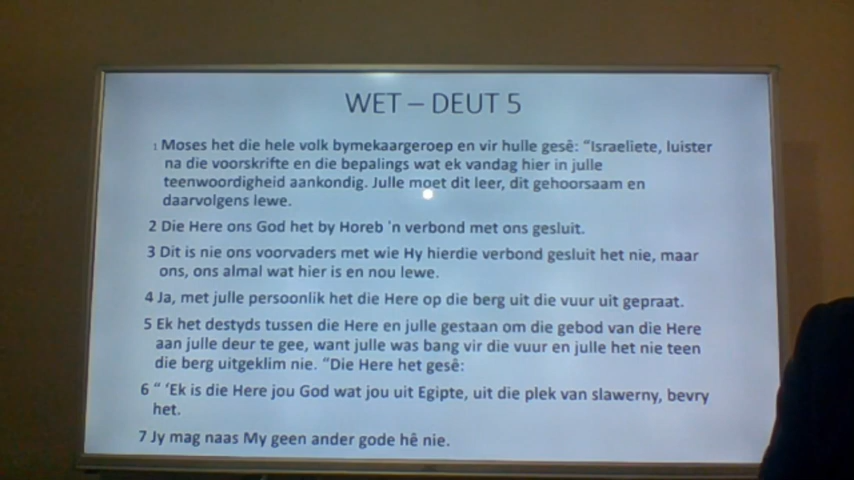 WET – DEUT 5
1 Moses het die hele volk bymekaargeroep en vir hulle gesê: “Israeliete, luister
na die voorskrifte en die bepalings wat ek vandag hier in julle
teenwoordigheid aankondig. Julle moet dit leer, dit gehoorsaam en
daarvolgens lewe.
2 Die Here ons God het by Horeb 'n verbond met ons gesluit.
3 Dit is nie ons voorvaders met wie Hy hierdie verbond gesluit het nie, maar
ons, ons almal wat hier is en nou lewe.
4 Ja, met julle persoonlik het die Here op die berg uit die vuur uit gepraat.
5 Ek het destyds tussen die Here en julle gestaan om die gebod van die Here
aan julle deur te gee, want julle was bang vir die vuur en julle het nie teen
die berg uitgeklim nie. “Die Here het gesê:
6 “ ‘Ek is die Here jou God wat jou uit Egipte, uit die plek van slawerny, bevry
het.
7 Jy mag naas My geen ander gode hê nie.